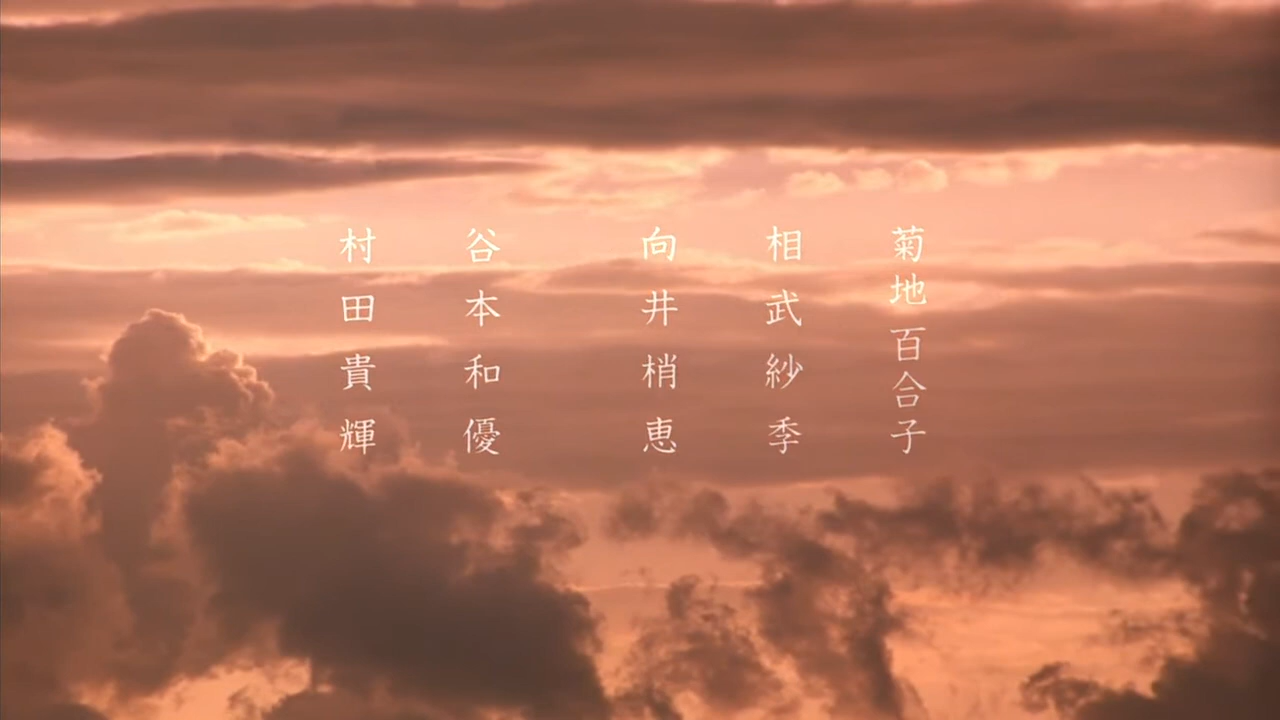 菊地百合子
相武紗季
向井梢恵
谷本和優
村田貴輝